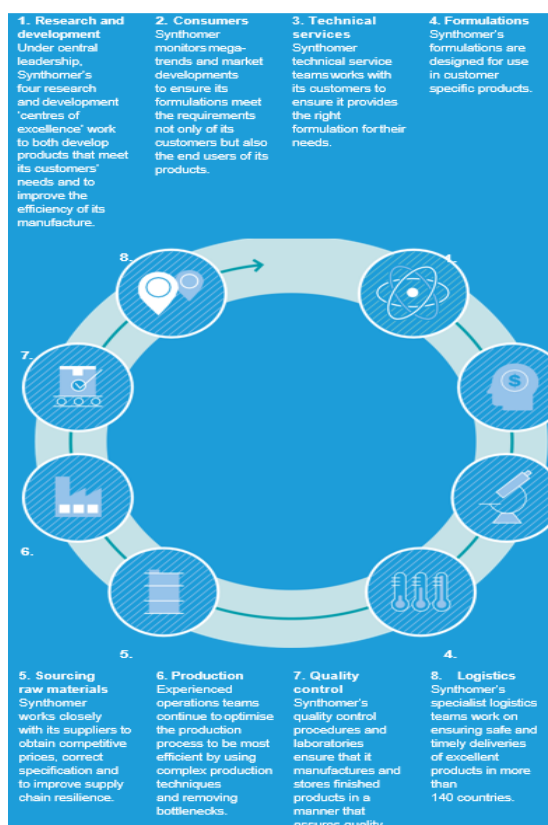 1. Research and
development
Under central
leadership,
Synthomer's
four research
and development
'centres of
excellence' work
to both develop
products that meet
its customers'
needs and to
improve the
efficiency of its
manufacture.
2. Consumers
Synthomer
monitors mega-
trends and market
developments
to ensure its
formulations meet
the requirements
not only of its
customers but also
the end users of its
products.
3. Technical
services
Synthomer
technical service
teams works with
its customers to
ensure it provides
the right
formulation for their
needs.
4. Formulations
Synthomer's
formulations are
designed for use
in customer
specific products.
8.
1.
7.
S
6.
5.
4.
5. Sourcing
raw materials
Synthomer
works closely
with its suppliers to
obtain competitive
prices, correct
specification and
to improve supply
chain resilience.
6. Production
Experienced
operations teams
continue to optimise
the production
process to be most
efficient by using
complex production
techniques
and removing
bottlenecks.
7. Quality
control
Synthomer's
quality control
procedures and
laboratories
ensure that it
manufactures and
stores finished
products in a
manner that
assures quality
8. Logistics
Synthomer's
specialist logistics
teams work on
ensuring safe and
timely deliveries
of excellent
products in more
than
140 countries.